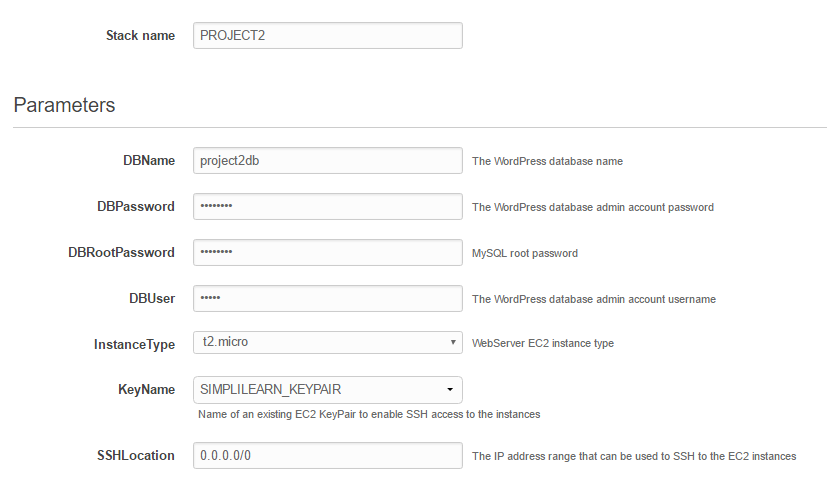 Stack name PROJECT2
Parameters
DBName project2db The WordPress database name
DBPassword •••••••• The WordPress database admin account password
DBRootPassword •••••••• MySQL root password
DBUser ••••• The WordPress database admin account username
InstanceType t2.micro WebServer EC2 instance type
KeyName SIMPLILEARN_KEYPAIR
Name of an existing EC2 KeyPair to enable SSH access to the instances
SSHLocation 0.0.0.0/0 The IP address range that can be used to SSH to the EC2 instances